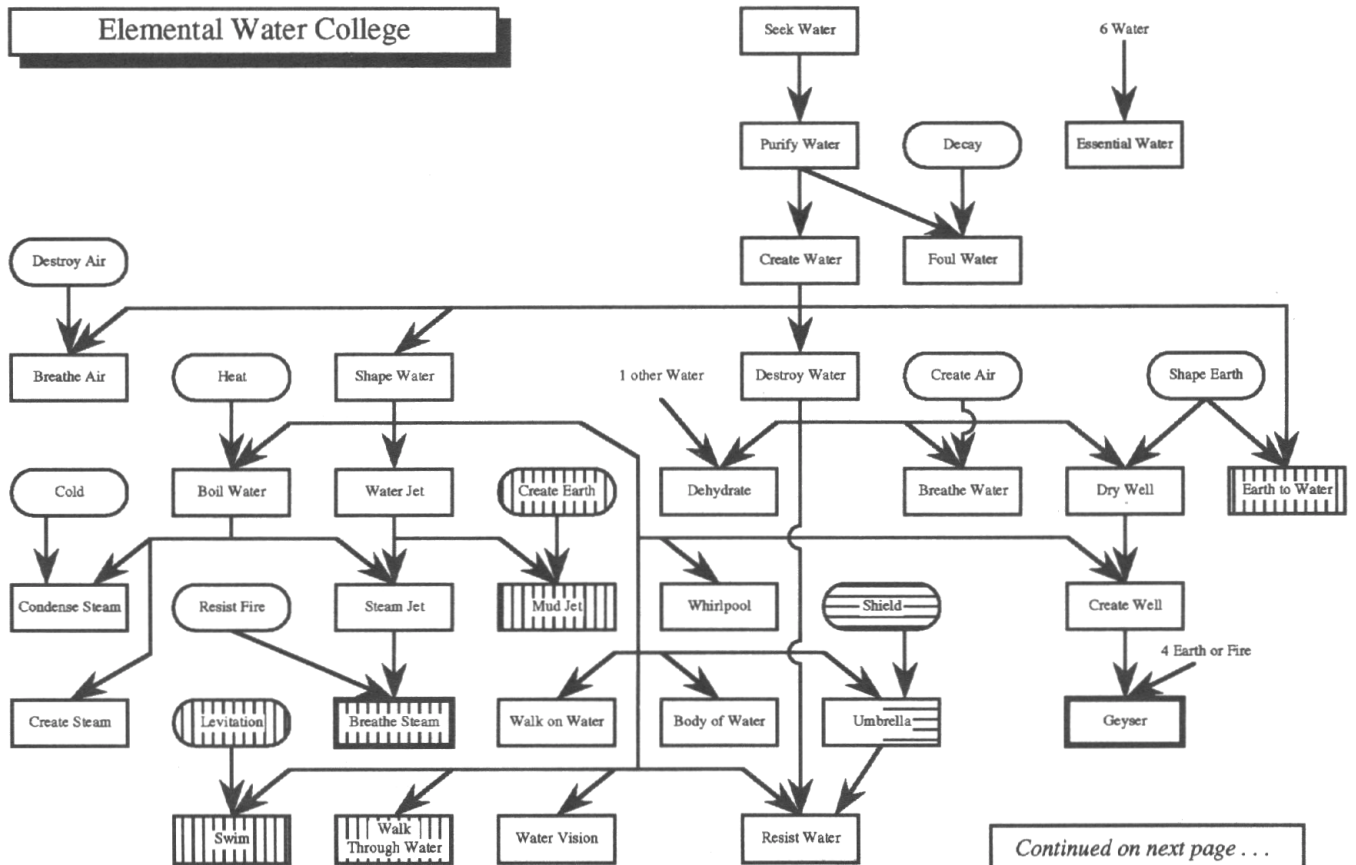 Elemental Water College
Seek Water
6 Water
Purify Water
Decay
Essential Water
Create Water
Foul Water
Destroy Air
Breathe Air
Heat
Shape Water
1 other Water
Destroy Water
Create Air
Shape Earth
Cold
Boil Water
Water Jet
Create Earth
Dehydrate
Breathe Water
Dry Well
Earth to Water
Condense Steam
Resist Fire
Steam Jet
Mud Jet
Whirlpool
Shield
Create Well
4 Earth or Fire
Create Steam
Levitation
Breathe Steam
Walk on Water
Body of Water
Umbrella
Geyser
Swim
Walk
Through Water
Water Vision
Resist Water
Continued on next page . . .